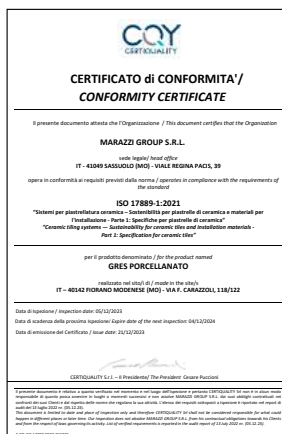 CQY
CERTIQUALITY
CERTIFICATO di CONFORMITA'/
CONFORMITY CERTIFICATE
Il presente documento attesta che l'Organizzazione / This document certifies that the Organization
MARAZZI GROUP S.R.L.
sede legale/ head office
IT - 41049 SASSUOLO (MO) - VIALE REGINA PACIS, 39
opera in conformità ai requisiti previsti dalla norma / operates in compliance with the requirements of
the standard
ISO 17889-1:2021
"Sistemi per piastrellatura ceramica – Sostenibilità per piastrelle di ceramica e materiali per
l'installazione - Parte 1: Specifiche per piastrelle di ceramica"
"Ceramic tiling systems — Sustainability for ceramic tiles and installation materials -
Part 1: Specification for ceramic tiles"
per il prodotto denominato / for the product named
GRES PORCELLANATO
realizzato nel sito/i di / made in the site/s
IT – 40142 FIORANO MODENESE (MO) - VIA F. CARAZZOLI, 118/122
Data di Ispezione / Inspection date: 05/12/2023
Data di scadenza della prossima ispezione/ Expire date of the next inspection: 04/12/2024
Data di emissione del Certificato / Issue date: 21/12/2023
CERTIQUALITY S.r.l. – Il Presidente/ The President Cesare Puccioni